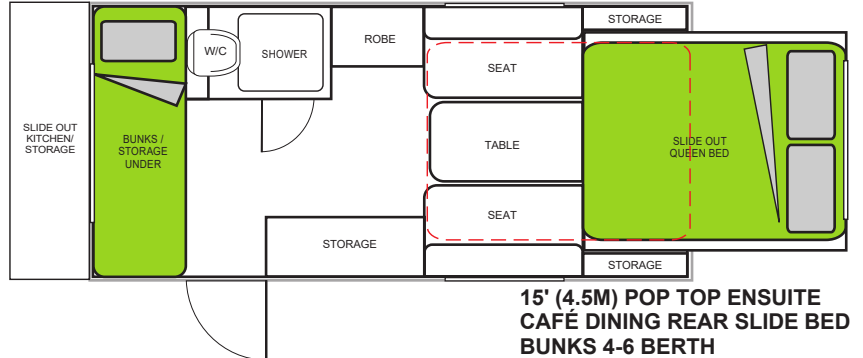 STORAGE
W/C
SHOWER
ROBE
SEAT
SLIDE OUT
KITCHEN/
STORAGE
BUNKS /
STORAGE
UNDER
TABLE
SLIDE OUT
QUEEN BED
SEAT
STORAGE
STORAGE
15' (4.5M) POP TOP ENSUITE
CAFÉ DINING REAR SLIDE BED
BUNKS 4-6 BERTH